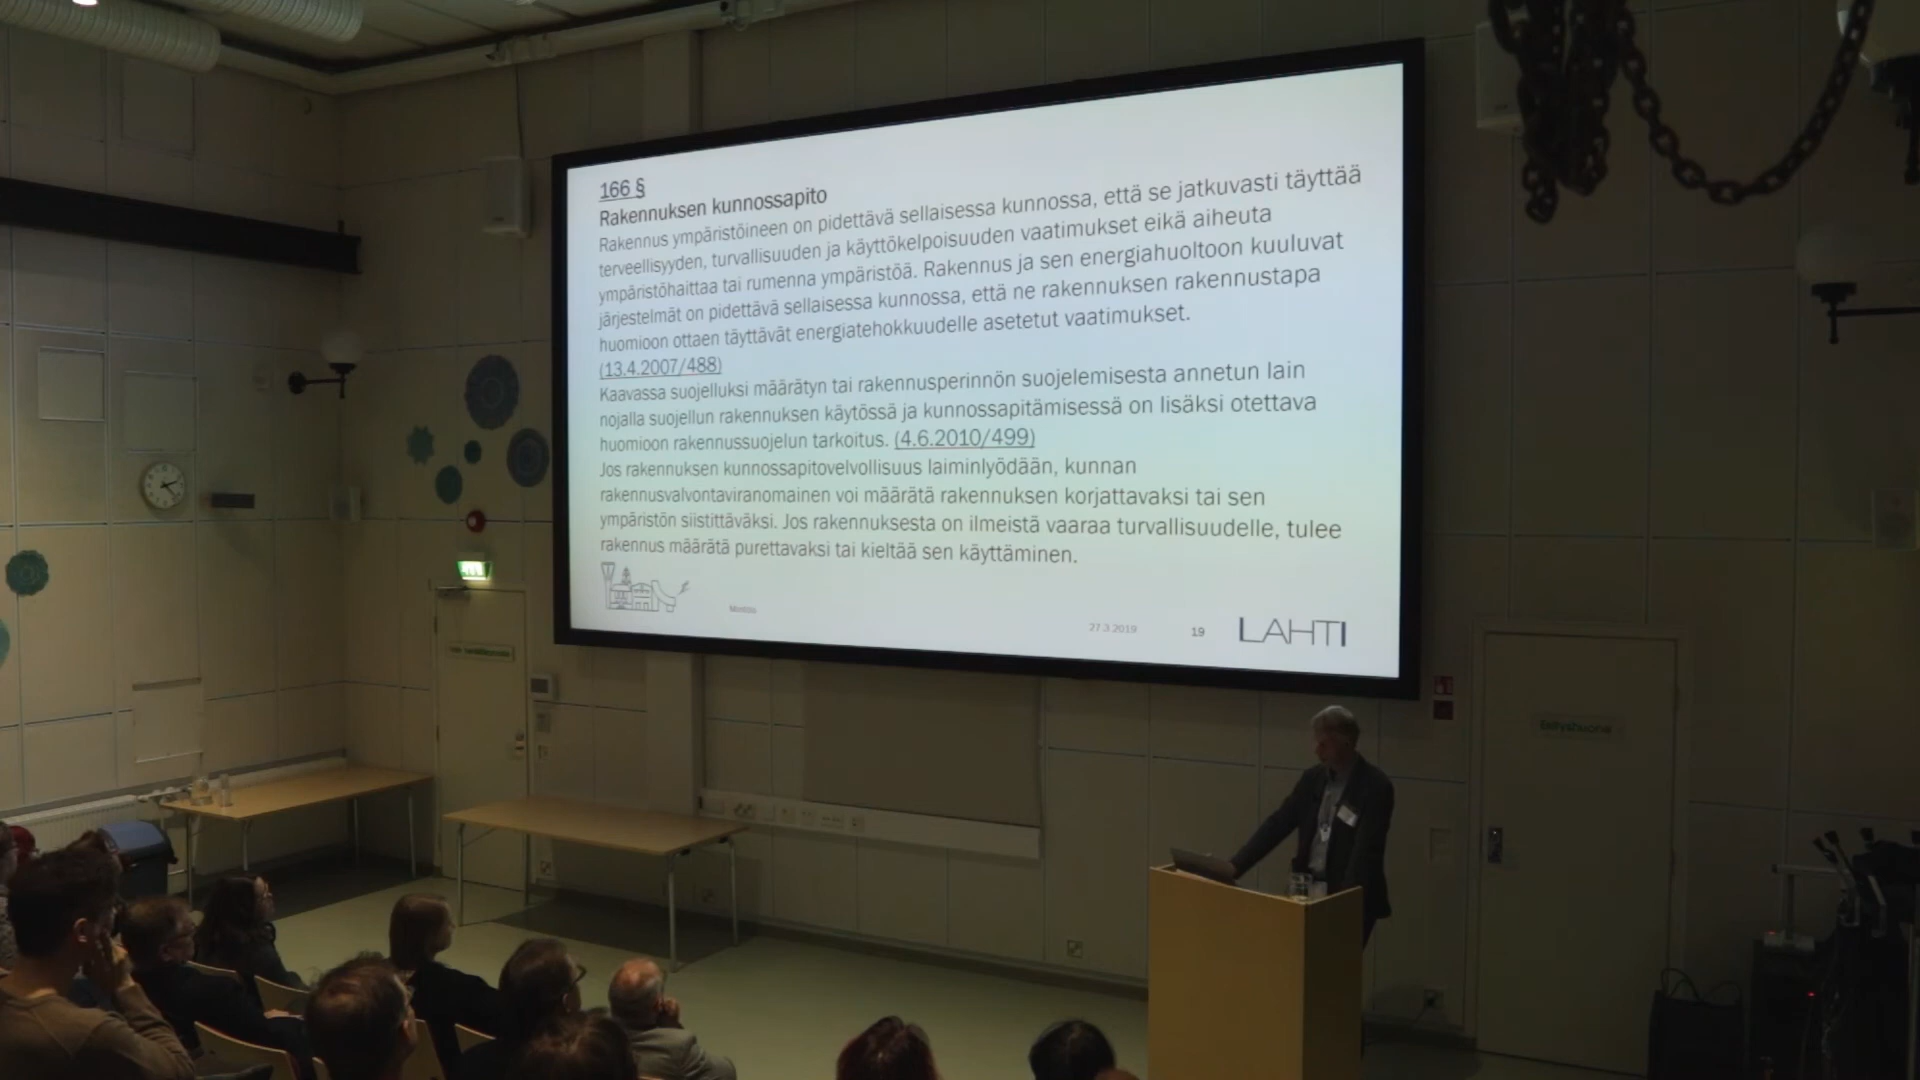 166 §
Rakennuksen kunnossapito
Rakennus ympäristöineen on pidettävä sellaisessa kunnossa, että se jatkuvasti täyttää
terveellisyyden, turvallisuuden ja käyttökelpoisuuden vaatimukset eikä aiheuta
ympäristöhaittaa tai rumenna ympäristöä. Rakennus ja sen energiahuoltoon kuuluvat
järjestelmät on pidettävä sellaisessa kunnossa, että ne rakennuksen rakennustapa
huomioon ottaen täyttävät energiatehokkuudelle asetetut vaatimukset.
(13.4.2007/488)
Kaavassa suojelluksi määrätyn tai rakennusperinnön suojelemisesta annetun lain
nojalla suojellun rakennuksen käytössä ja kunnossapitämisessä on lisäksi otettava
huomioon rakennussuojelun tarkoitus. (4.6.2010/499)
Jos rakennuksen kunnossapitovelvollisuus laiminlyödään, kunnan
rakennusvalvontaviranomainen voi määrätä rakennuksen korjattavaksi tai sen
ympäristön siistittäväksi. Jos rakennuksesta on ilmeistä vaaraa turvallisuudelle, tulee
rakennus määrätä purettavaksi tai kieltää sen käyttäminen.
27.3.2019
19
LAHTI